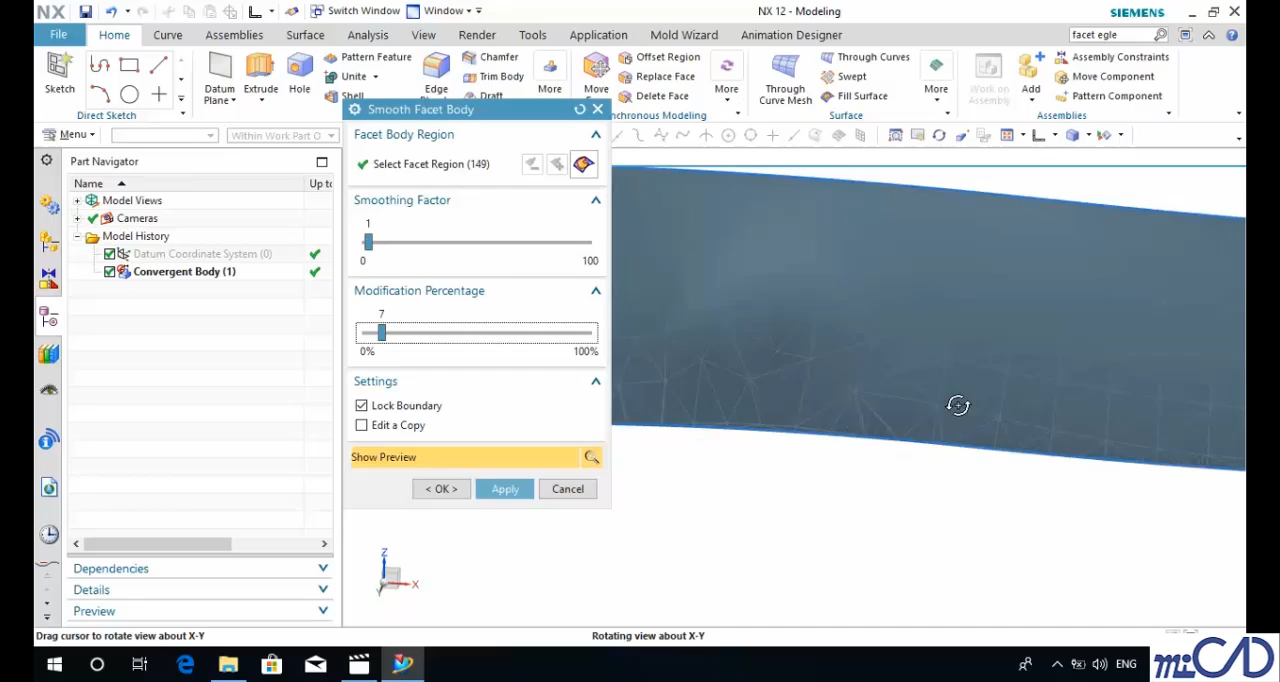 NX
Switch Window
Window
NX 12 - Modeling
SIEMENS
File
Home
Curve
Assemblies
Surface
Analysis
View
Render
Tools
Application
Mold Wizard
Animation Designer
facet egle
Sketch
Datum
Plane
Extrude
Hole
Pattern Feature
Unite
Shell
Edge
Chamfer
Trim Body
Draft
More
Move
Offset Region
Replace Face
Delete Face
More
Through
Curve Mesh
Through Curves
Swept
Fill Surface
More
Work on
Assembly
Add
Assembly Constraints
Move Component
Pattern Component
Direct Sketch
chronous Modeling
Surface
Assemblies
Menu
Within Work Part O
Part Navigator
Name
Up to
Model Views
Cameras
Model History
Datum Coordinate System (0)
Convergent Body (1)
Dependencies
Details
Preview
Smooth Facet Body
Facet Body Region
Select Facet Region (149)
Smoothing Factor
1
0
100
Modification Percentage
7
0%
100%
Settings
Lock Boundary
Edit a Copy
Show Preview
< OK >
Apply
Cancel
Z
X
Y
Drag cursor to rotate view about X-Y
Rotating view about X-Y
ENG
miCAD